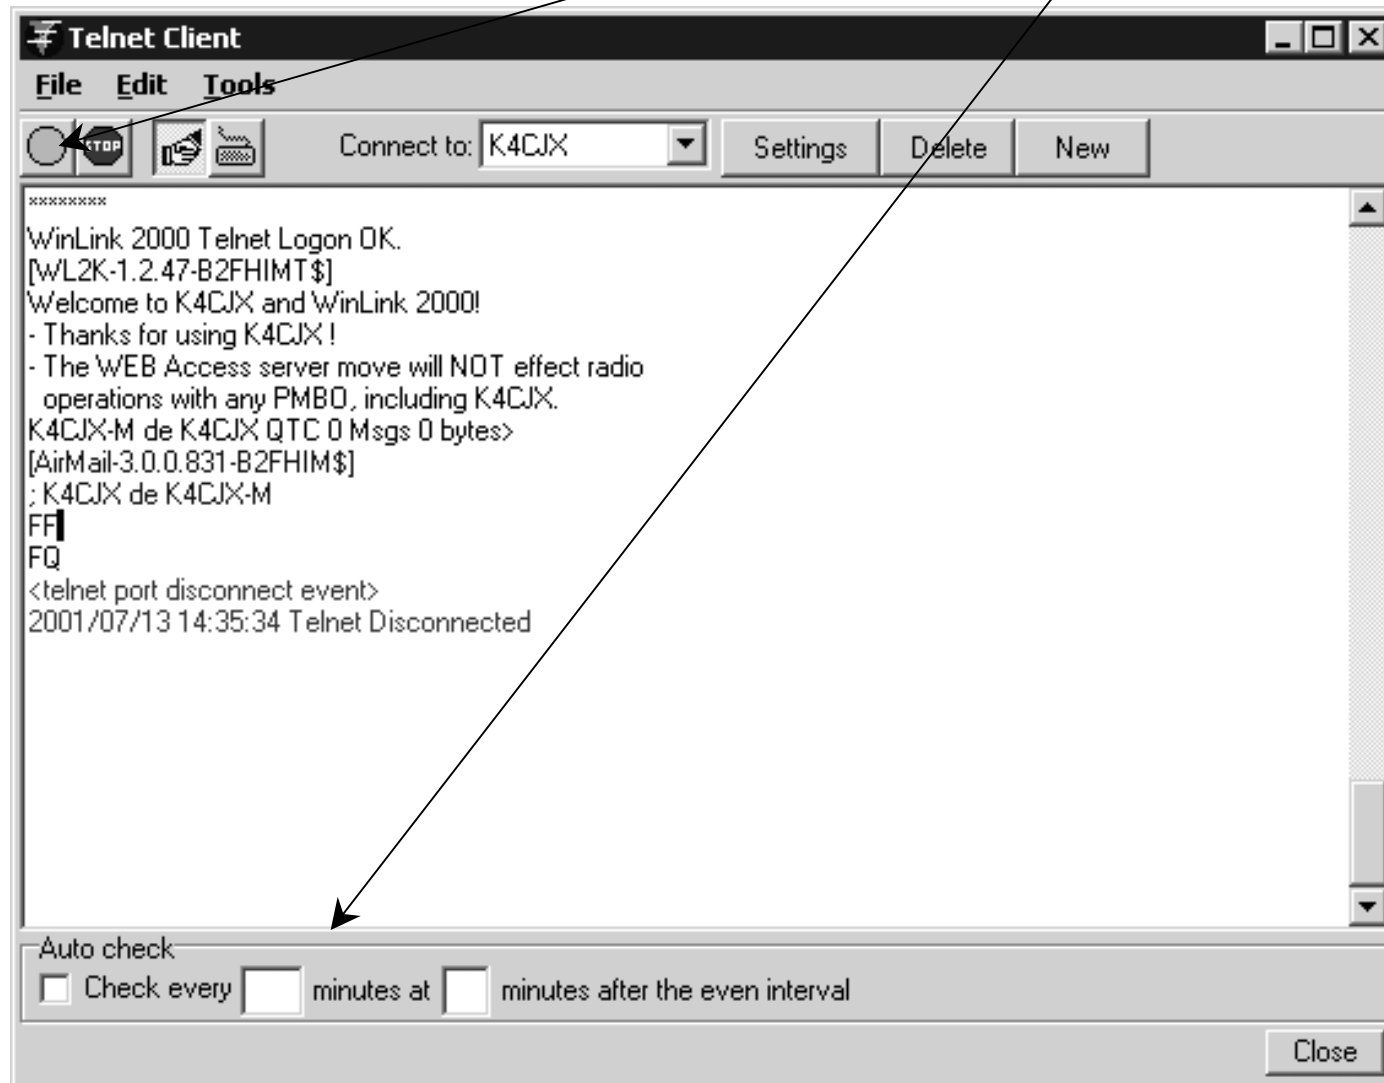 Telnet Client
File Edit Tools
STOP Connect to: K4CJX Settings Delete New
********
WinLink 2000 Telnet Logon OK.
[WL2K-1.2.47-B2FHIMT$]
Welcome to K4CJX and WinLink 2000!
- Thanks for using K4CJX !
- The WEB Access server move will NOT effect radio
operations with any PMBO, including K4CJX.
K4CJX-M de K4CJX QTC 0 Msgs 0 bytes>
[AirMail-3.0.0.831-B2FHIM$]
; K4CJX de K4CJX-M
FF
FQ
<telnet port disconnect event>
2001/07/13 14:35:34 Telnet Disconnected
Auto check
Check every minutes at minutes after the even interval
Close